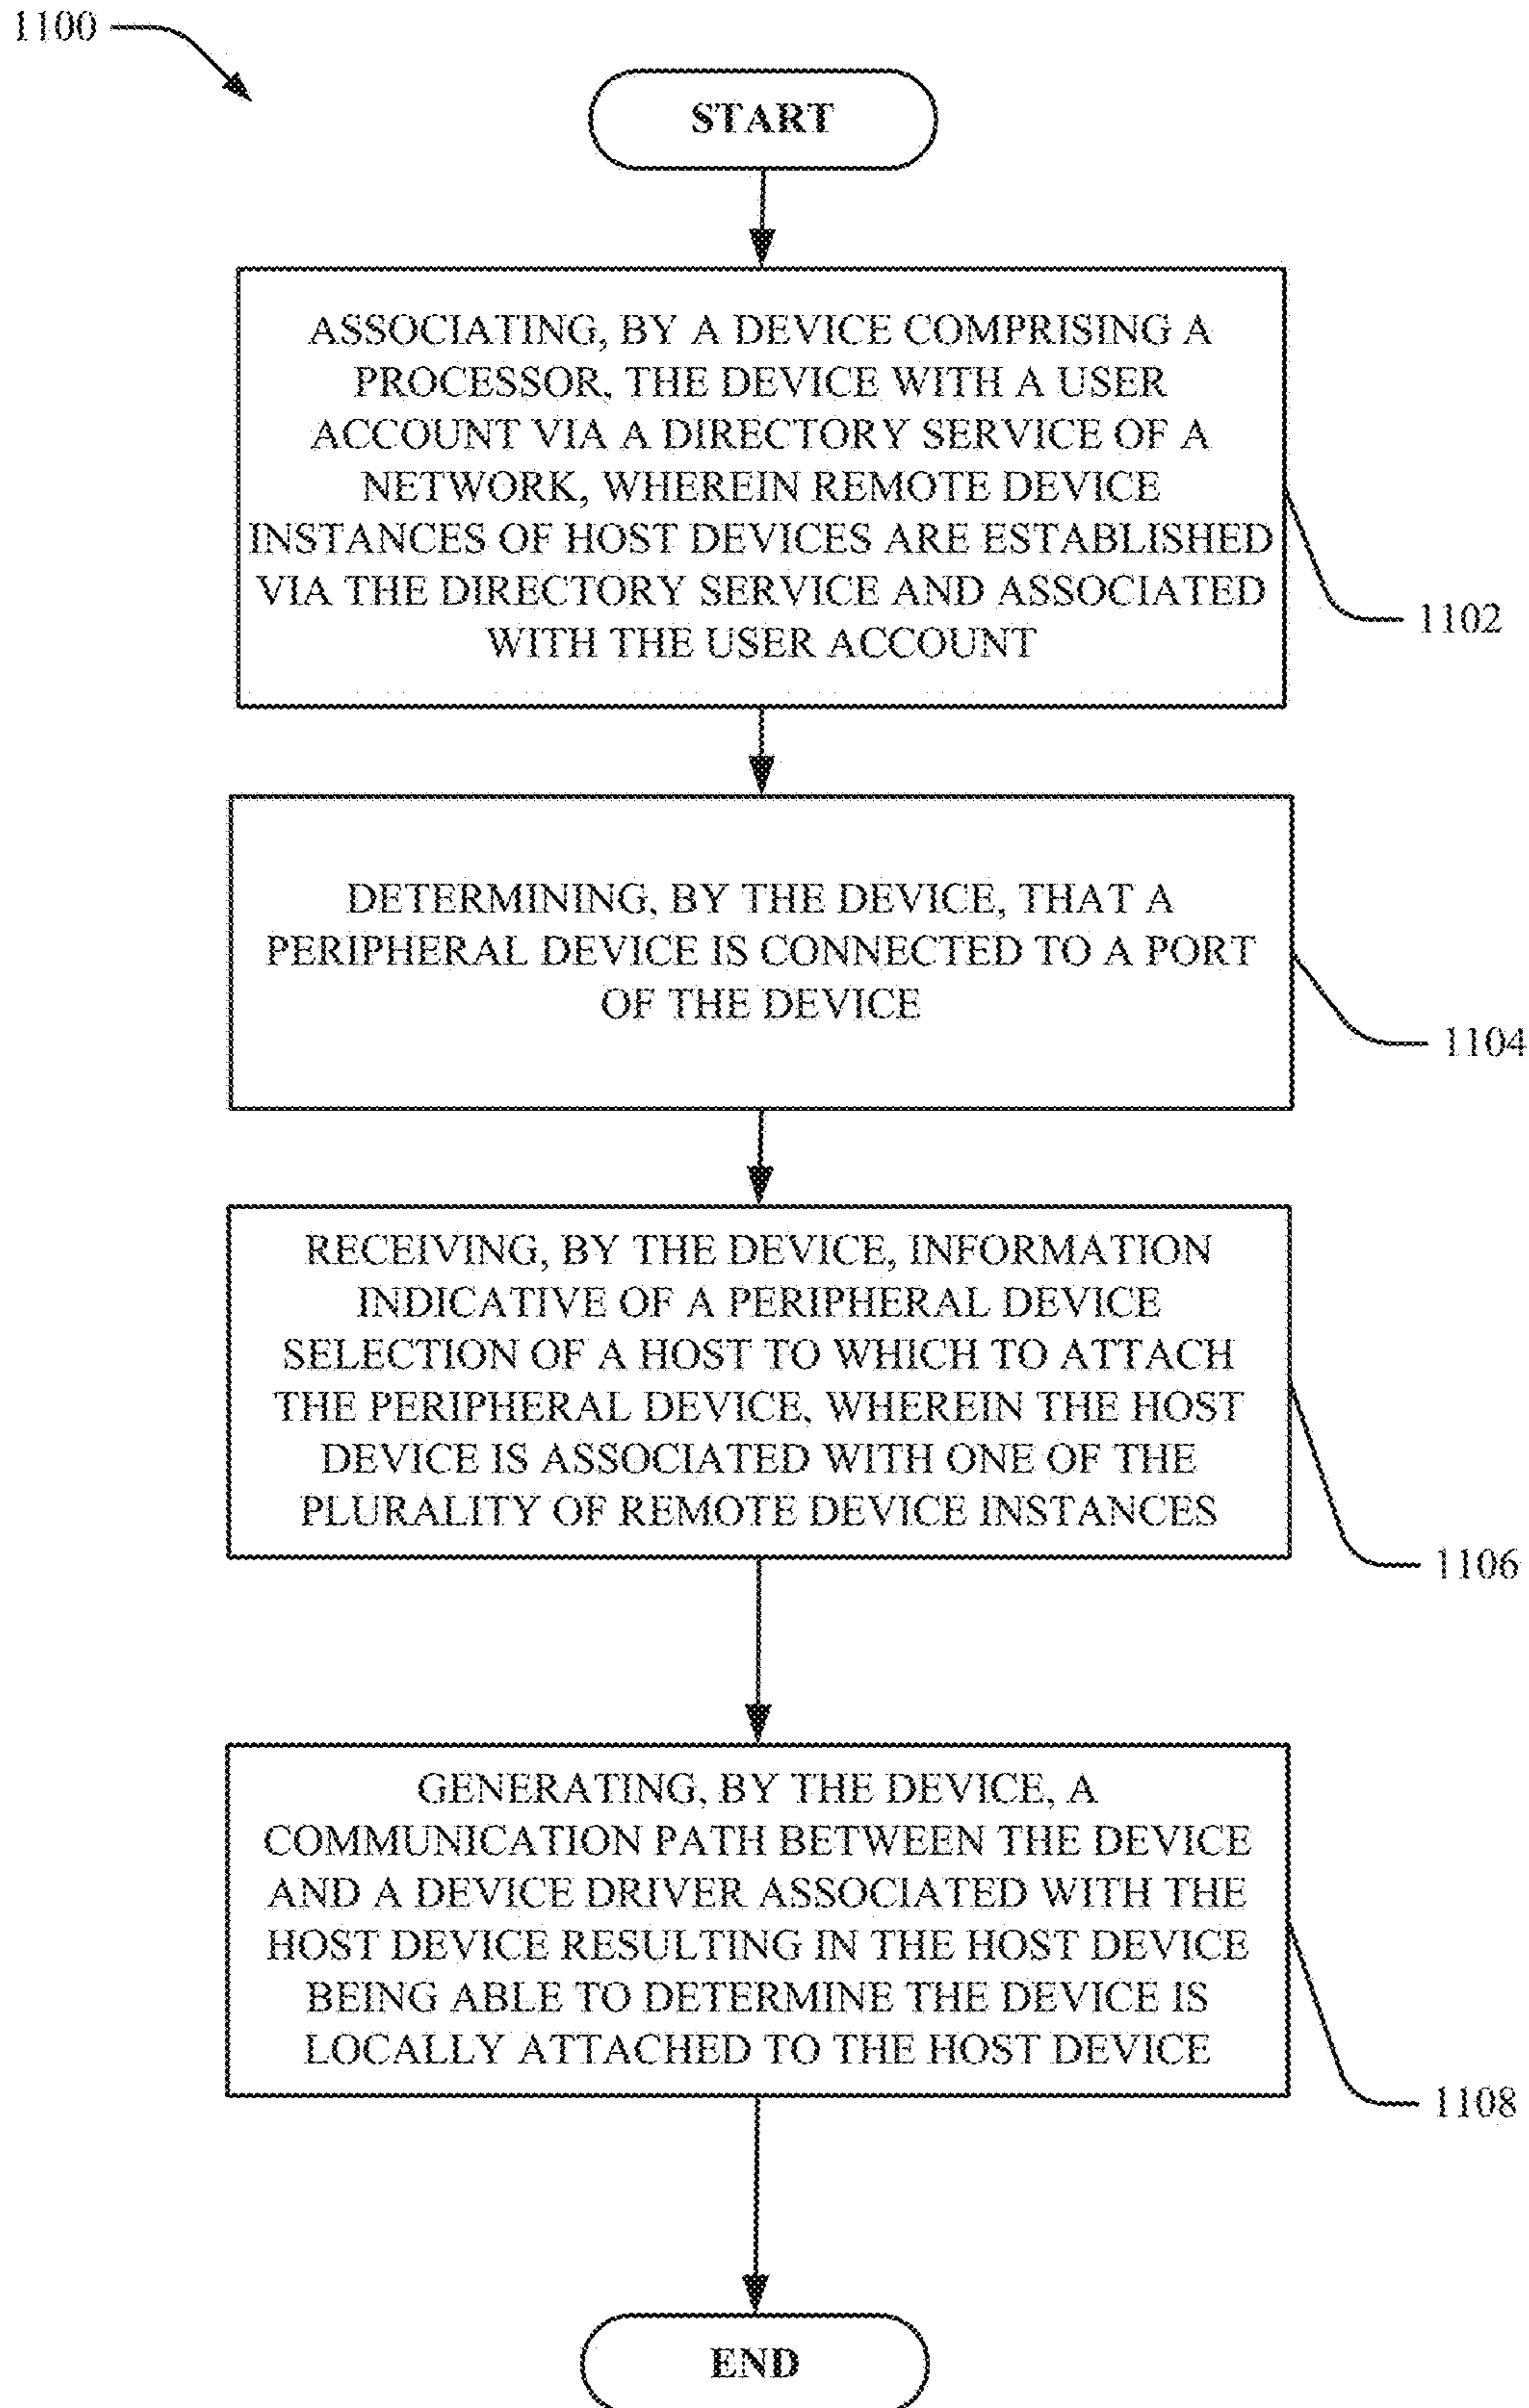 1100
START
ASSOCIATING, BY A DEVICE COMPRISING A
PROCESSOR, THE DEVICE WITH A USER
ACCOUNT VIA A DIRECTORY SERVICE OF A
NETWORK, WHEREIN REMOTE DEVICE
INSTANCES OF HOST DEVICES ARE ESTABLISHED
VIA THE DIRECTORY SERVICE AND ASSOCIATED
WITH THE USER ACCOUNT
1102
DETERMINING, BY THE DEVICE, THAT A
PERIPHERAL DEVICE IS CONNECTED TO A PORT
OF THE DEVICE
1104
RECEIVING, BY THE DEVICE, INFORMATION
INDICATIVE OF A PERIPHERAL DEVICE
SELECTION OF A HOST TO WHICH TO ATTACH
THE PERIPHERAL DEVICE, WHEREIN THE HOST
DEVICE IS ASSOCIATED WITH ONE OF THE
PLURALITY OF REMOTE DEVICE INSTANCES
1106
GENERATING, BY THE DEVICE, A
COMMUNICATION PATH BETWEEN THE DEVICE
AND A DEVICE DRIVER ASSOCIATED WITH THE
HOST DEVICE RESULTING IN THE HOST DEVICE
BEING ABLE TO DETERMINE THE DEVICE IS
LOCALLY ATTACHED TO THE HOST DEVICE
1108
END